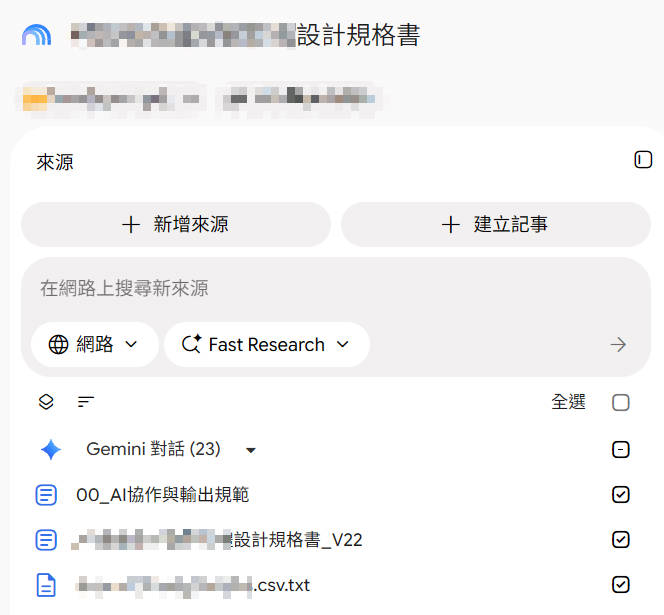 設計規格書
來源
+ 新增來源
+ 建立記事
在網路上搜尋新來源
網路
Fast Research
全選
Gemini 對話 (23)
00_AI協作與輸出規範
設計規格書_V22
.csv.txt